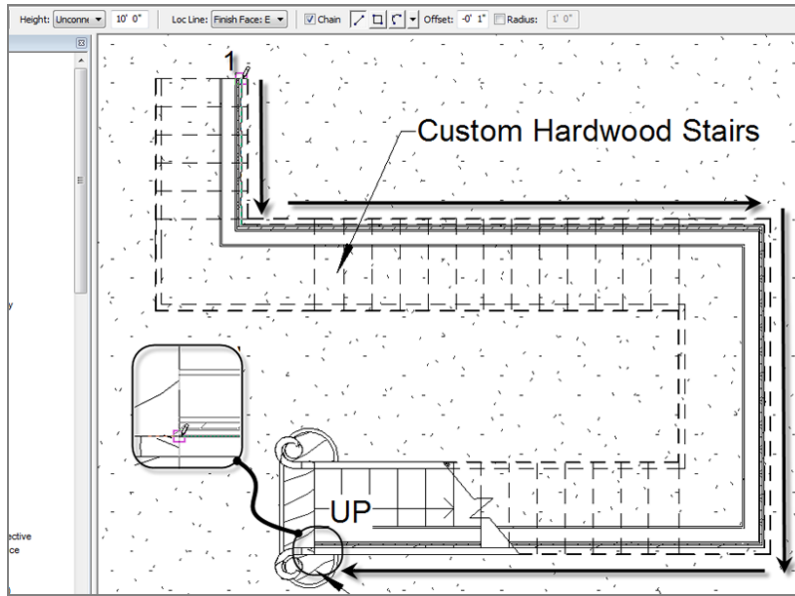 Height: Unconne 10' 0" Loc Line: Finish Face: E Chain Offset: -0' 1" Radius: 1' 0"
1
Custom Hardwood Stairs
y
UP
ective
ce
)